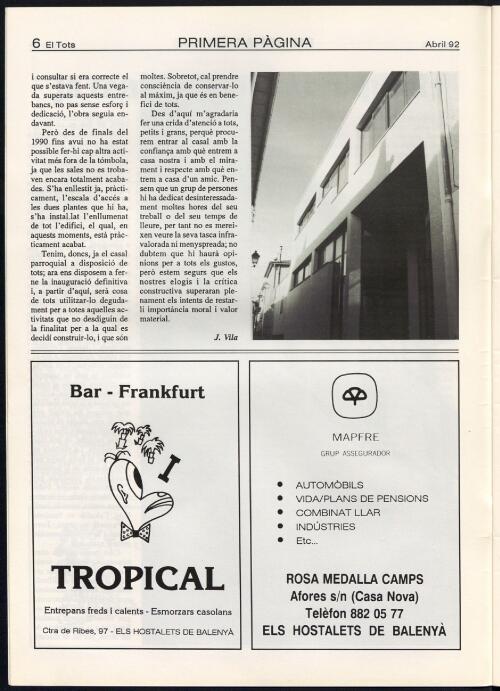 6 El Tots
PRIMERA PÀGINA
Abril 92
i consultar si era correcte el
que s'estava fent. Una vega-
da superats aquests entre-
bancs, no pas sense esforç i
dedicació, l'obra seguia en-
davant.
Però des de finals del
1990 fins avui no ha estat
possible fer-hi cap altra acti-
vitat més fora de la tómbola,
ja que les sales no es troba-
ven encara totalment acaba-
des. S'ha enllestit ja, pràcti-
cament, l'escala d'accés a
les dues plantes que hi ha,
s'ha instal.lat l'enllumenat
de tot l'edifici, el qual, en
aquests moments, està pràc-
ticament acabat.
Tenim, doncs, ja el casal
parroquial a disposició de
tots; ara ens disposem a fer-
ne la inauguració definitiva
i, a partir d'aquí, serà cosa
de tots utilitzar-lo deguda-
ment per a totes aquelles ac-
tivitats que no desdiguin de
la finalitat per a la qual es
decidí construir-lo, i que són
moltes. Sobretot, cal prendre
consciència de conservar-lo
al màxim, ja que és en bene-
fici de tots.
Des d'aquí m'agradaria
fer una crida d'atenció a tots,
petits i grans, perquè procu-
rem entrar al casal amb la
confiança amb què entrem a
casa nostra i amb el mira-
ment i respecte amb què en-
trem a casa d'un amic. Pen-
sem que un grup de persones
hi ha dedicat desinteressada-
ment moltes hores del seu
treball o del seu temps de
lleure, per tant no es merei-
xen veure la seva tasca infra-
valorada ni menyspreada; no
dubtem que hi haurà opi-
nions per a tots els gustos,
però estem segurs que els
nostres elogis i la crítica
constructiva superaran ple-
nament els intents de restar-
li importància moral i valor
material.
J. Vila
Bar - Frankfurt
TROPICAL
Entrepans freds i calents - Esmorzars casolans
Ctra de Ribes, 97 - ELS HOSTALETS DE BALENYÀ
MAPFRE
GRUP ASSEGURADOR
• AUTOMÒBILS
• VIDA/PLANS DE PENSIONS
• COMBINAT LLAR
• INDÚSTRIES
• Etc...
ROSA MEDALLA CAMPS
Afores s/n (Casa Nova)
Telèfon 882 05 77
ELS HOSTALETS DE BALENYÀ